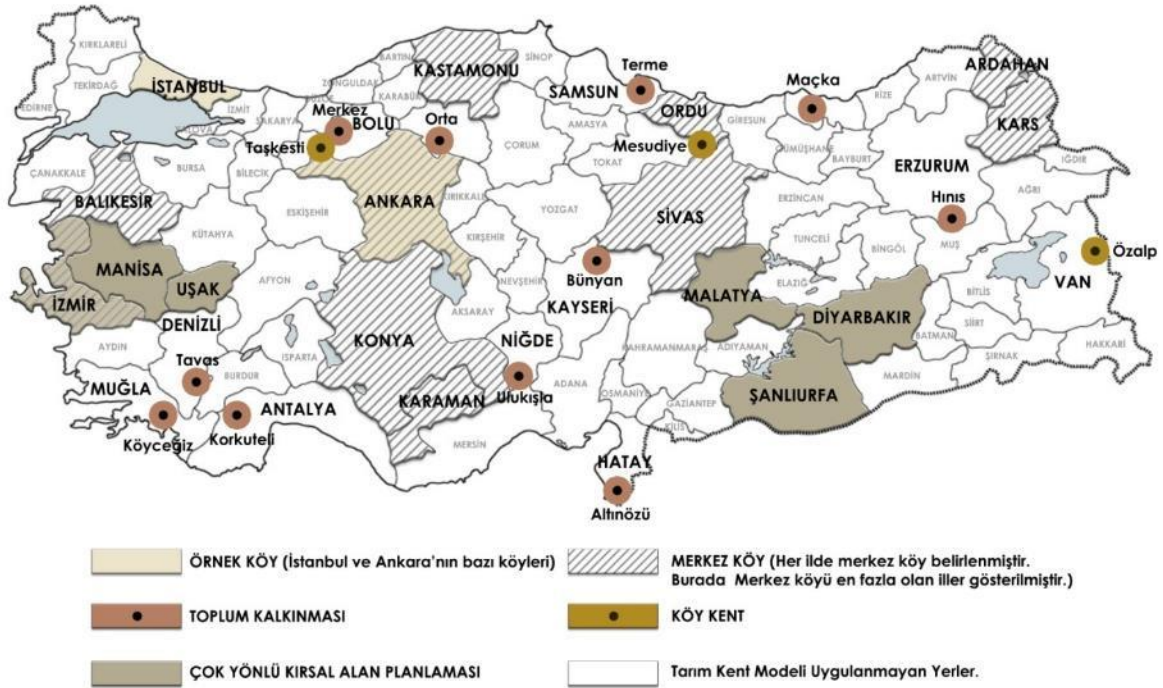 KIRKLARELİ
TEKİRDAĞ
EDİRNE
İSTANBUL
İZMİT
SAKARYA
ÇANAKKALE
BURSA
BİLECİK
BALIKESİR
KÜTAHYA
ESKİŞEHİR
MANİSA
UŞAK
İZMİR
AFYON
DENİZLİ
AYDIN
Tavas
BURDUR
ISPARTA
MUĞLA
Köyceğiz
Korkuteli
ANTALYA
BARTIN
ZONGULDAK
KARABÜK
KASTAMONU
SİNOP
Merkez
BOLU
Taşkesti
Orta
ÇORUM
ANKARA
KIRIKKALE
YOZGAT
KIRŞEHİR
NEVŞEHİR
AKSARAY
KONYA
KARAMAN
NİĞDE
Ulukışla
MERSİN
ADANA
Terme
SAMSUN
ORDU
AMASYA
TOKAT
Mesudiye
GİRESUN
SİVAS
Bünyan
KAYSERİ
KAHRAMANMARAŞ
OSMANİYE
HATAY
Altınözü
Maçka
GÜMÜŞHANE
BAYBURT
RİZE
ARTVİN
ARDAHAN
KARS
IĞDIR
ERZURUM
ERZİNCAN
Hınıs
AĞRI
TUNCELİ
BİNGÖL
MUŞ
ELAZIĞ
MALATYA
ADIYAMAN
DİYARBAKIR
BATMAN
SİİRT
BİTLİS
VAN
Özalp
ŞIRNAK
HAKKARİ
MARDİN
ŞANLIURFA
GAZİANTEP
KİLİS
ÖRNEK KÖY (İstanbul ve Ankara'nın bazı köyleri)
MERKEZ KÖY (Her ilde merkez köy belirlenmiştir.
Burada Merkez köyü en fazla olan iller gösterilmiştir.)
TOPLUM KALKINMASI
KÖY KENT
ÇOK YÖNLÜ KIRSAL ALAN PLANLAMASI
Tarım Kent Modeli Uygulanmayan Yerler.